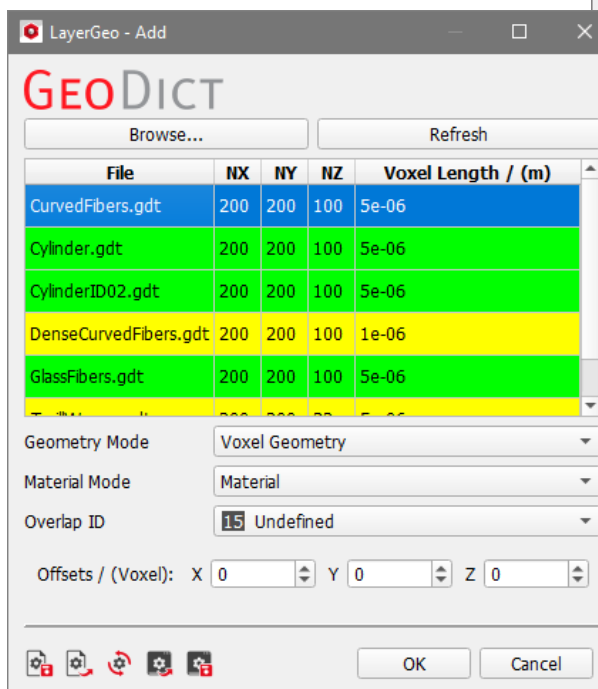 LayerGeo - Add
GEODICT
Browse... Refresh
File NX NY NZ Voxel Length / (m)
CurvedFibers.gdt 200 200 100 5e-06
Cylinder.gdt 200 200 100 5e-06
CylinderID02.gdt 200 200 100 5e-06
DenseCurvedFibers.gdt 200 200 100 1e-06
GlassFibers.gdt 200 200 100 5e-06
Geometry Mode Voxel Geometry
Material Mode Material
Overlap ID 15 Undefined
Offsets / (Voxel): X 0 Y 0 Z 0
OK Cancel